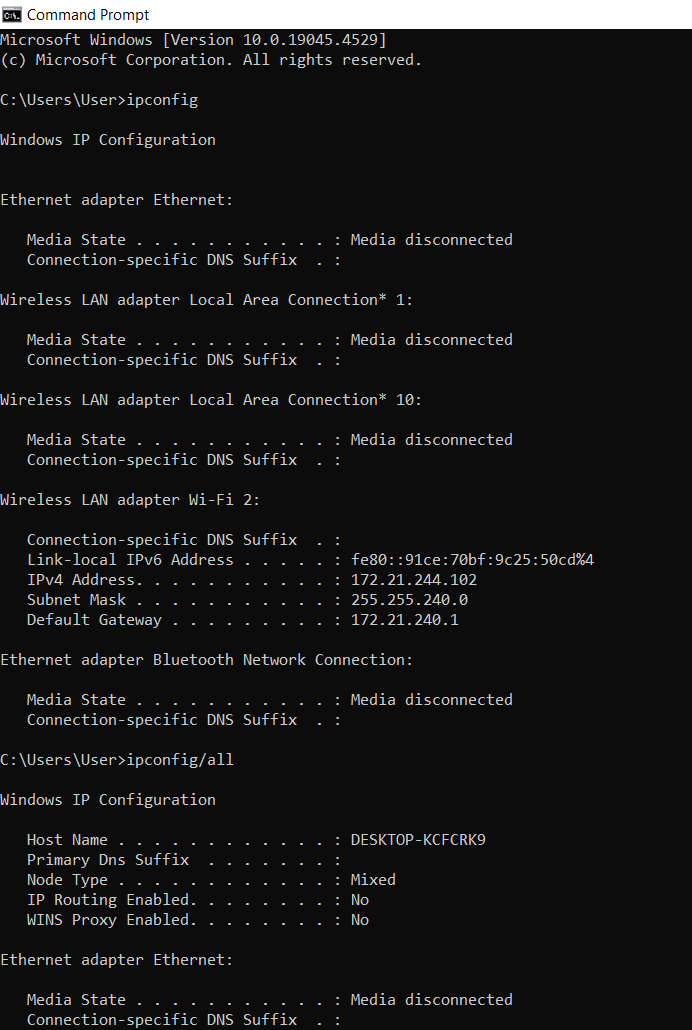 Command Prompt
Microsoft Windows [Version 10.0.19045.4529]
(c) Microsoft Corporation. All rights reserved.
C:\Users\User>ipconfig
Windows IP Configuration
Ethernet adapter Ethernet:
   Media State . . . . . . . . . . . : Media disconnected
   Connection-specific DNS Suffix  . :
Wireless LAN adapter Local Area Connection* 1:
   Media State . . . . . . . . . . . : Media disconnected
   Connection-specific DNS Suffix  . :
Wireless LAN adapter Local Area Connection* 10:
   Media State . . . . . . . . . . . : Media disconnected
   Connection-specific DNS Suffix  . :
Wireless LAN adapter Wi-Fi 2:
   Connection-specific DNS Suffix  . :
   Link-local IPv6 Address . . . . . : fe80::91ce:70bf:9c25:50cd%4
   IPv4 Address. . . . . . . . . . . : 172.21.244.102
   Subnet Mask . . . . . . . . . . . : 255.255.240.0
   Default Gateway . . . . . . . . . : 172.21.240.1
Ethernet adapter Bluetooth Network Connection:
   Media State . . . . . . . . . . . : Media disconnected
   Connection-specific DNS Suffix  . :
C:\Users\User>ipconfig/all
Windows IP Configuration
   Host Name . . . . . . . . . . . . : DESKTOP-KCFCRK9
   Primary Dns Suffix  . . . . . . . :
   Node Type . . . . . . . . . . . . : Mixed
   IP Routing Enabled. . . . . . . . : No
   WINS Proxy Enabled. . . . . . . . : No
Ethernet adapter Ethernet:
   Media State . . . . . . . . . . . : Media disconnected
   Connection-specific DNS Suffix  . :